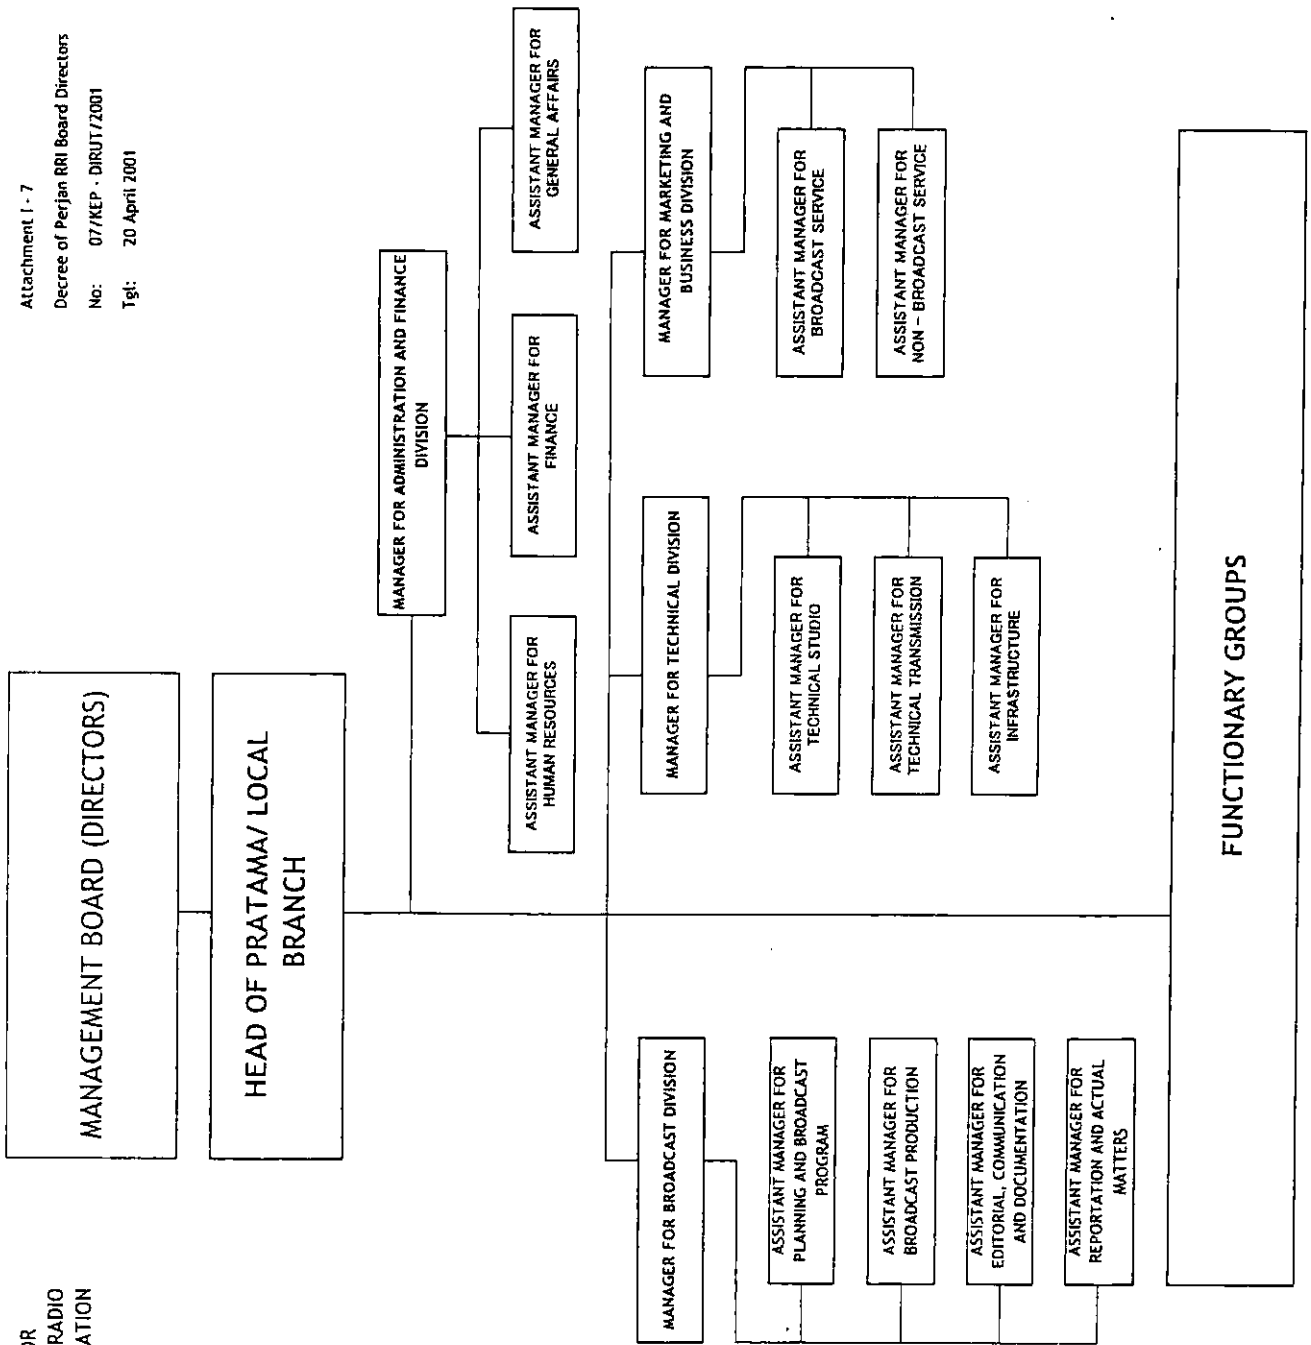 OR
RADIO
ATION
Attachment I - 7
Decree of Perjan RRI Board Directors
No: 07/KEP - DIRUT/2001
Tgl: 20 April 2001
MANAGEMENT BOARD (DIRECTORS)
HEAD OF PRATAMA/ LOCAL
BRANCH
MANAGER FOR ADMINISTRATION AND FINANCE
DIVISION
ASSISTANT MANAGER FOR
HUMAN RESOURCES
ASSISTANT MANAGER FOR
FINANCE
ASSISTANT MANAGER FOR
GENERAL AFFAIRS
MANAGER FOR BROADCAST DIVISION
ASSISTANT MANAGER FOR
PLANNING AND BROADCAST
PROGRAM
ASSISTANT MANAGER FOR
BROADCAST PRODUCTION
ASSISTANT MANAGER FOR
EDITORIAL, COMMUNICATION
AND DOCUMENTATION
ASSISTANT MANAGER FOR
REPORTATION AND ACTUAL
MATTERS
MANAGER FOR TECHNICAL DIVISION
ASSISTANT MANAGER FOR
TECHNICAL STUDIO
ASSISTANT MANAGER FOR
TECHNICAL TRANSMISSION
ASSISTANT MANAGER FOR
INFRASTRUCTURE
MANAGER FOR MARKETING AND
BUSINESS DIVISION
ASSISTANT MANAGER FOR
BROADCAST SERVICE
ASSISTANT MANAGER FOR
NON - BROADCAST SERVICE
FUNCTIONARY GROUPS